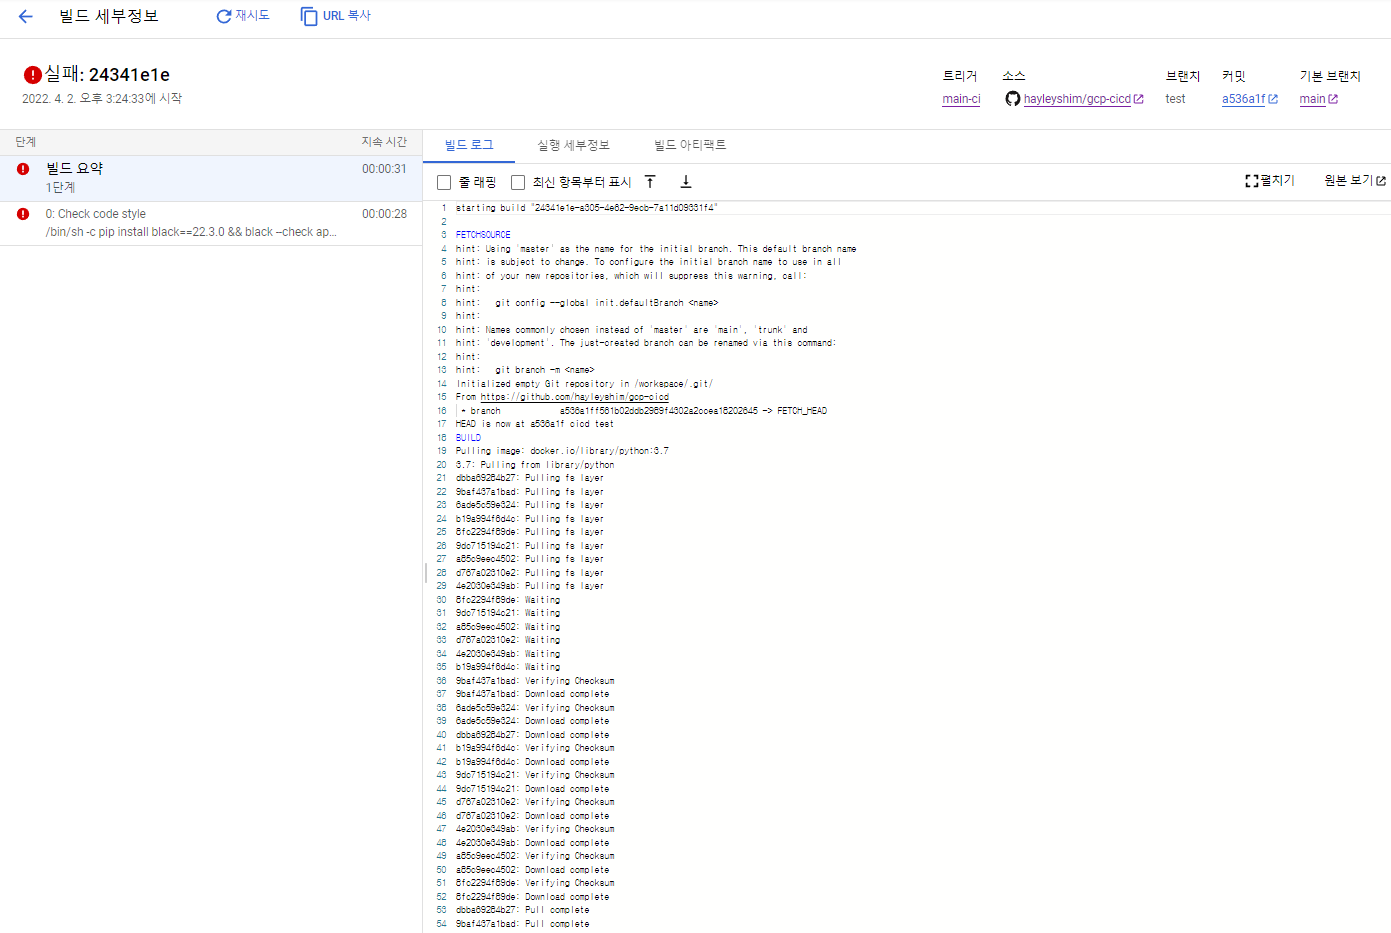 빌드 세부정보
재시도
URL 복사
실패: 24341e1e
2022. 4. 2. 오후 3:24:33에 시작
트리거
main-ci
소스
hayleyshim/gcp-cicd
브랜치
test
커밋
a536a1f
기본 브랜치
main
단계
지속 시간
빌드 요약
00:00:31
1단계
0: Check code style
00:00:28
/bin/sh -c pip install black==22.3.0 && black --check ap...
빌드 로그
실행 세부정보
빌드 아티팩트
줄 래핑
최신 항목부터 표시
펼치기
원본 보기
1 starting build "24341e1e-a305-4e62-9ecb-7a11d09331f4"
2
3 FETCHSOURCE
4 hint: Using 'master' as the name for the initial branch. This default branch name
5 hint: is subject to change. To configure the initial branch name to use in all
6 hint: of your new repositories, which will suppress this warning, call:
7 hint:
8 hint: git config --global init.defaultBranch <name>
9 hint:
10 hint: Names commonly chosen instead of 'master' are 'main', 'trunk' and
11 hint: 'development'. The just-created branch can be renamed via this command:
12 hint:
13 hint: git branch -m <name>
14 Initialized empty Git repository in /workspace/.git/
15 From https://github.com/hayleyshim/gcp-cicd
16 * branch a536a1ff561b02ddb2989f4302a2ccea16202645 -> FETCH_HEAD
17 HEAD is now at a536a1f cicd test
18 BUILD
19 Pulling image: docker.io/library/python:3.7
20 3.7: Pulling from library/python
21 dbba69284b27: Pulling fs layer
22 9baf437a1bad: Pulling fs layer
23 6ade5c59e324: Pulling fs layer
24 b19a994f6d4c: Pulling fs layer
25 8fc2294f89de: Pulling fs layer
26 9dc715194c21: Pulling fs layer
27 a85c9eec4502: Pulling fs layer
28 d767a02310e2: Pulling fs layer
29 4e2030e349ab: Pulling fs layer
30 8fc2294f89de: Waiting
31 9dc715194c21: Waiting
32 a85c9eec4502: Waiting
33 d767a02310e2: Waiting
34 4e2030e349ab: Waiting
35 b19a994f6d4c: Waiting
36 9baf437a1bad: Verifying Checksum
37 9baf437a1bad: Download complete
38 6ade5c59e324: Verifying Checksum
39 6ade5c59e324: Download complete
40 dbba69284b27: Download complete
41 b19a994f6d4c: Verifying Checksum
42 b19a994f6d4c: Download complete
43 9dc715194c21: Verifying Checksum
44 9dc715194c21: Download complete
45 d767a02310e2: Verifying Checksum
46 d767a02310e2: Download complete
47 4e2030e349ab: Verifying Checksum
48 4e2030e349ab: Download complete
49 a85c9eec4502: Verifying Checksum
50 a85c9eec4502: Download complete
51 8fc2294f89de: Verifying Checksum
52 8fc2294f89de: Download complete
53 dbba69284b27: Pull complete
54 9baf437a1bad: Pull complete